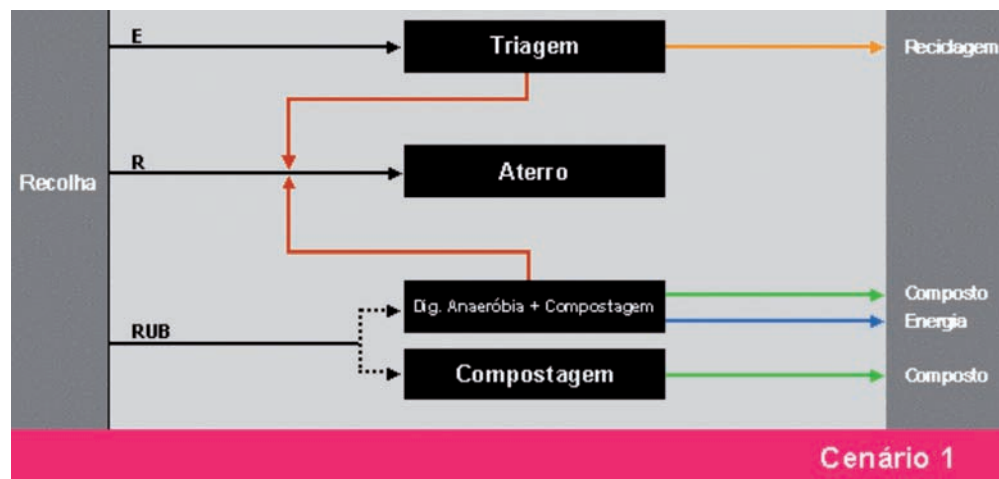 E
Triagem
Reciclagem
Recolha
R
Aterro
RUB
Dig. Anaeróbia + Compostagem
Composto
Energia
Compostagem
Composto
Cenário 1